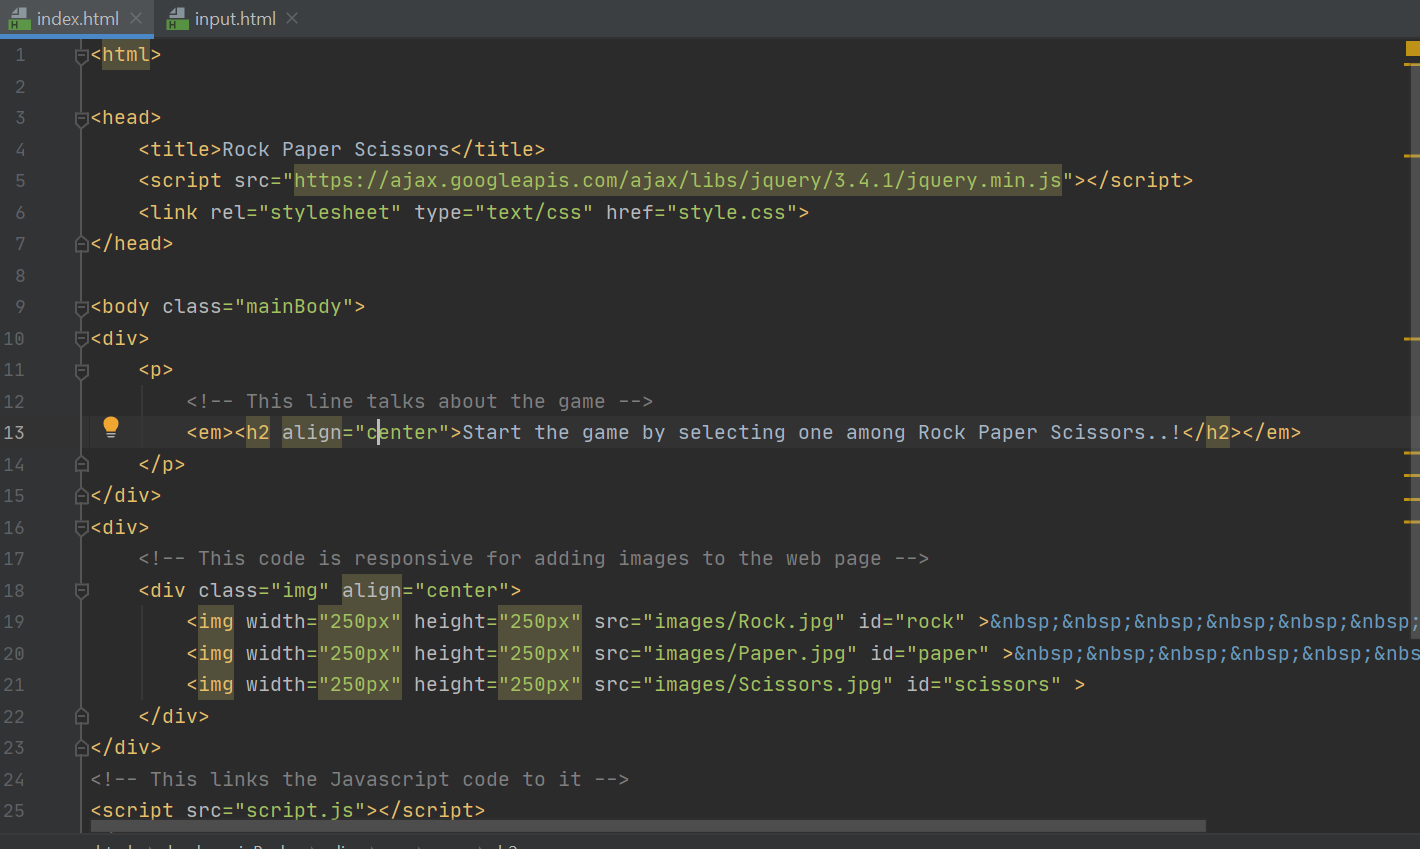 index.html input.html
1 <html>
2
3 <head>
4 <title>Rock Paper Scissors</title>
5 <script src="https://ajax.googleapis.com/ajax/libs/jquery/3.4.1/jquery.min.js"></script>
6 <link rel="stylesheet" type="text/css" href="style.css">
7 </head>
8
9 <body class="mainBody">
10 <div>
11 <p>
12 <!-- This line talks about the game -->
13 <em><h2 align="center">Start the game by selecting one among Rock Paper Scissors..!</h2></em>
14 </p>
15 </div>
16 <div>
17 <!-- This code is responsive for adding images to the web page -->
18 <div class="img" align="center">
19 <img width="250px" height="250px" src="images/Rock.jpg" id="rock" >&nbsp;&nbsp;&nbsp;&nbsp;&nbsp;&nbsp;
20 <img width="250px" height="250px" src="images/Paper.jpg" id="paper" >&nbsp;&nbsp;&nbsp;&nbsp;&nbsp;&nbs
21 <img width="250px" height="250px" src="images/Scissors.jpg" id="scissors" >
22 </div>
23 </div>
24 <!-- This links the Javascript code to it -->
25 <script src="script.js"></script>